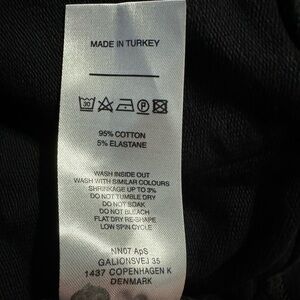 MADE IN TURKEY
30 P
95% COTTON
5% ELASTANE
WASH INSIDE OUT
WASH WITH SIMILAR COLOURS
SHRINKAGE UP TO 3%
DO NOT TUMBLE DRY
DO NOT SOAK
DO NOT BLEACH
FLAT DRY RE-SHAPE
LOW SPIN CYCLE
NN07 ApS
GALIONSVEJ 35
1437 COPENHAGEN K
DENMARK